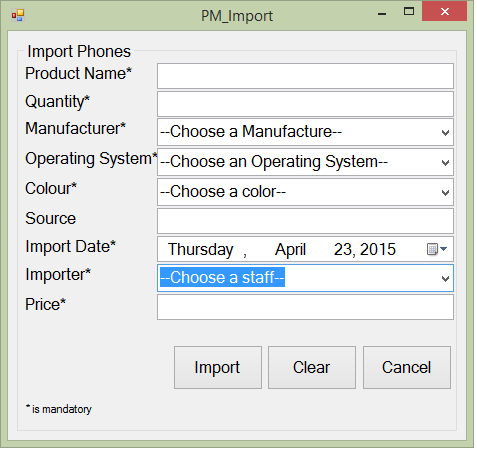 PM_Import
Import Phones
Product Name*
Quantity*
Manufacturer* --Choose a Manufacture--
Operating System* --Choose an Operating System--
Colour* --Choose a color--
Source
Import Date* Thursday , April 23, 2015
Importer* --Choose a staff--
Price*
Import Clear Cancel
* is mandatory